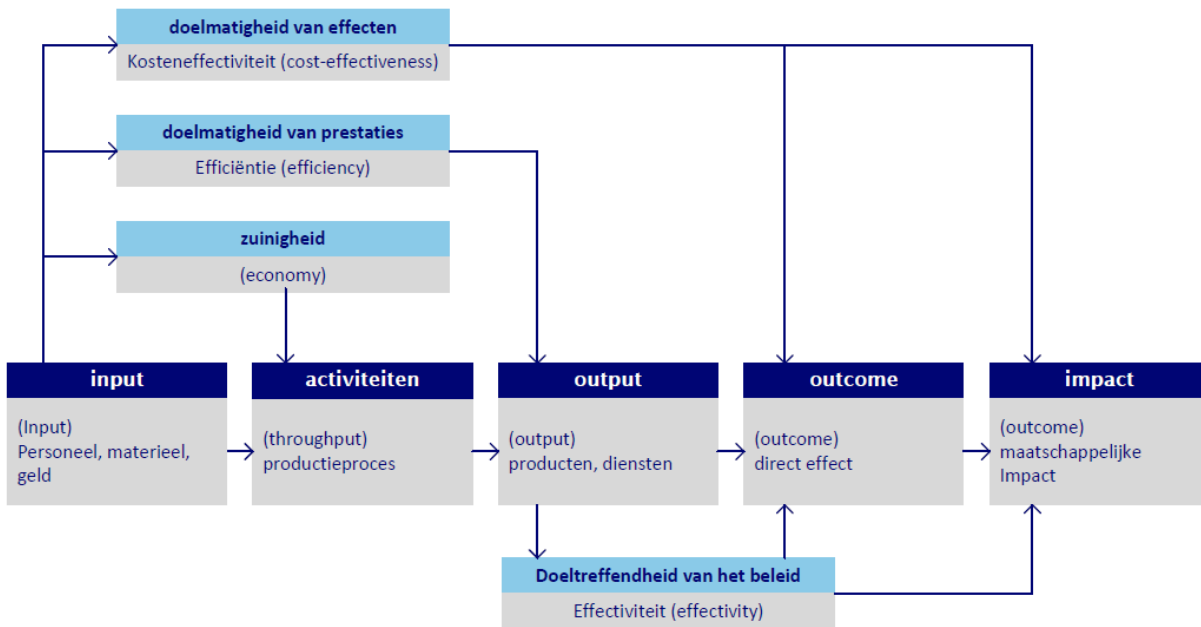 doelmatigheid van effecten
Kosteneffectiviteit (cost-effectiveness)
doelmatigheid van prestaties
Efficiëntie (efficiency)
zuinigheid
(economy)
input
(Input)
Personeel, materieel,
geld
activiteiten
(throughput)
productieproces
output
(output)
producten, diensten
outcome
(outcome)
direct effect
impact
(outcome)
maatschappelijke
Impact
Doeltreffendheid van het beleid
Effectiviteit (effectivity)